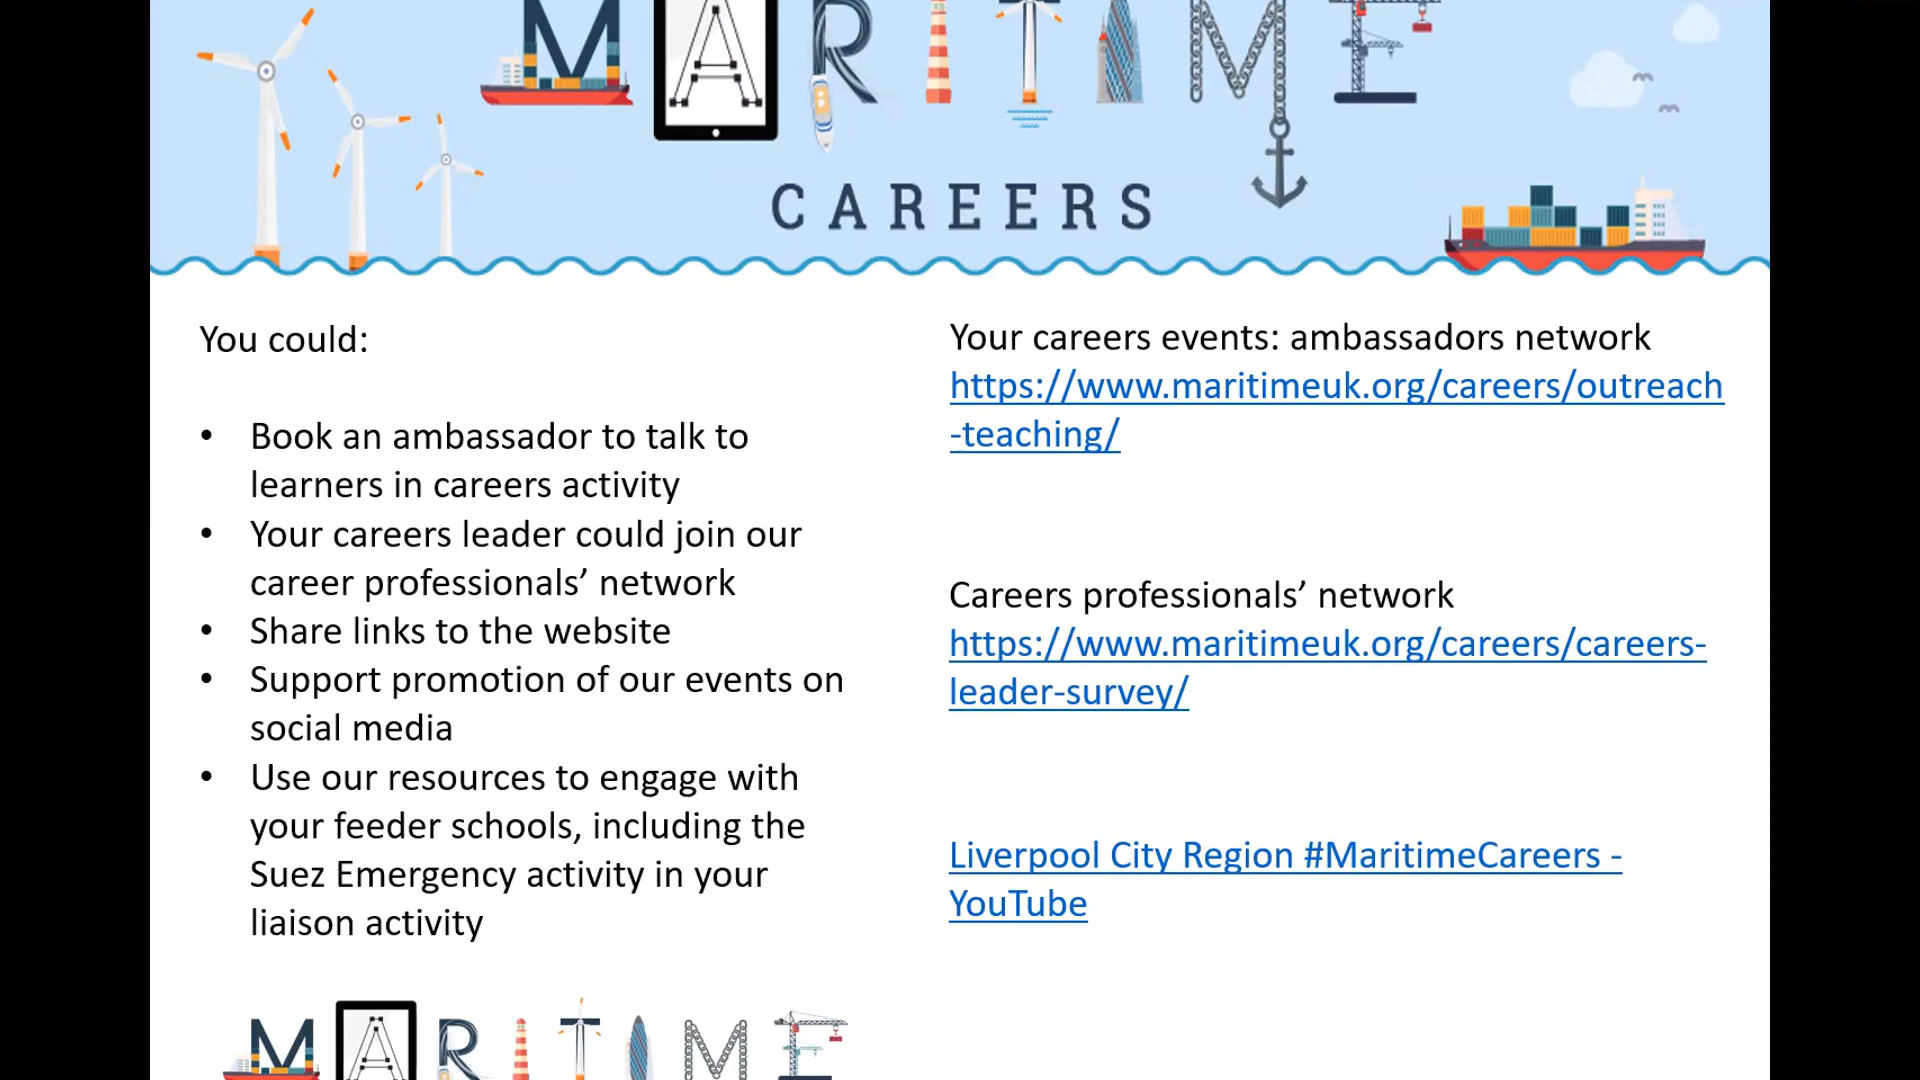 MARITIME
CAREERS
You could:
• Book an ambassador to talk to
learners in careers activity
• Your careers leader could join our
career professionals’ network
• Share links to the website
• Support promotion of our events on
social media
• Use our resources to engage with
your feeder schools, including the
Suez Emergency activity in your
liaison activity
Your careers events: ambassadors network
https://www.maritimeuk.org/careers/outreach
-teaching/
Careers professionals’ network
https://www.maritimeuk.org/careers/careers-
leader-survey/
Liverpool City Region #MaritimeCareers -
YouTube
MARITIME